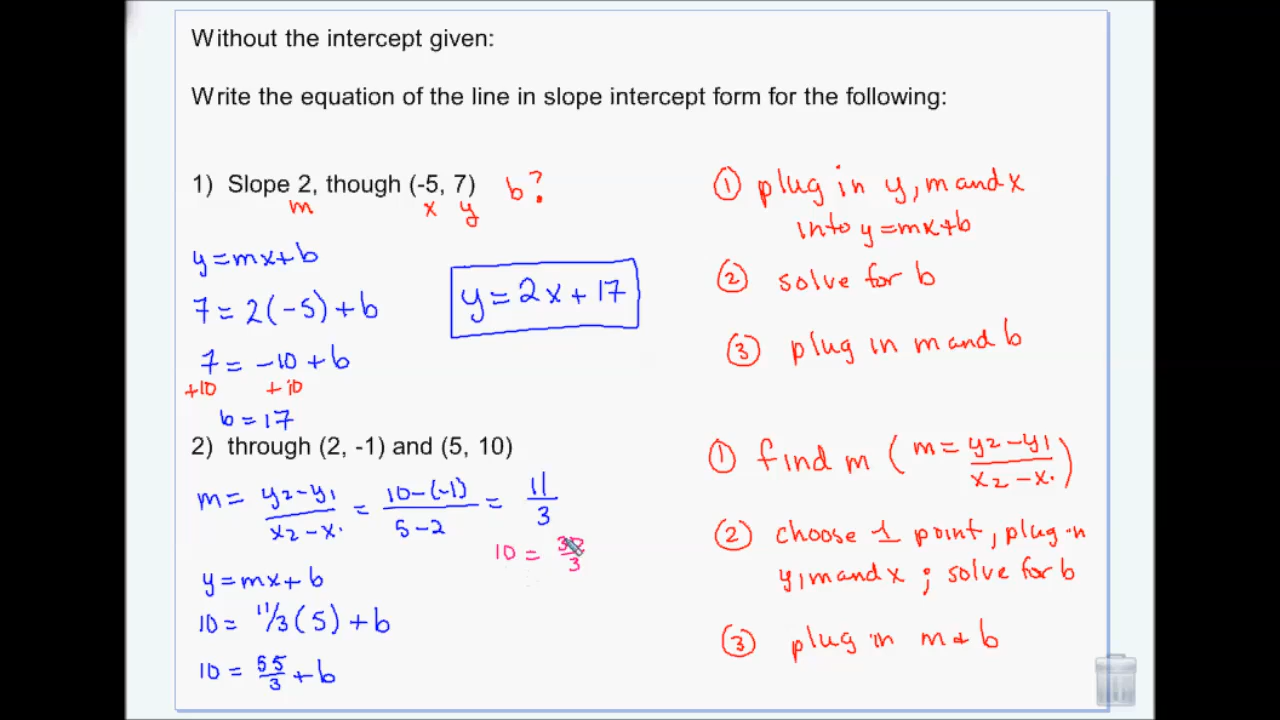 Without the intercept given:
Write the equation of the line in slope intercept form for the following:
1) Slope 2, though (-5, 7) b?
m x y
y=mx+b
7 = 2(-5)+b
7 = -10+b
+10 +10
b=17
y=2x+17
① plug in y, m and x
into y=mx+b
② solve for b
③ plug in m and b
2) through (2, -1) and (5, 10)
m = y2-y1/x2-x1 = 10-(-1)/5-2 = 11/3
10 = 30/3
y=mx+b
10 = 11/3(5)+b
10 = 55/3+b
① find m (m= y2-y1/x2-x1)
② choose 1 point, plug in
y, m and x ; solve for b
③ plug in m + b